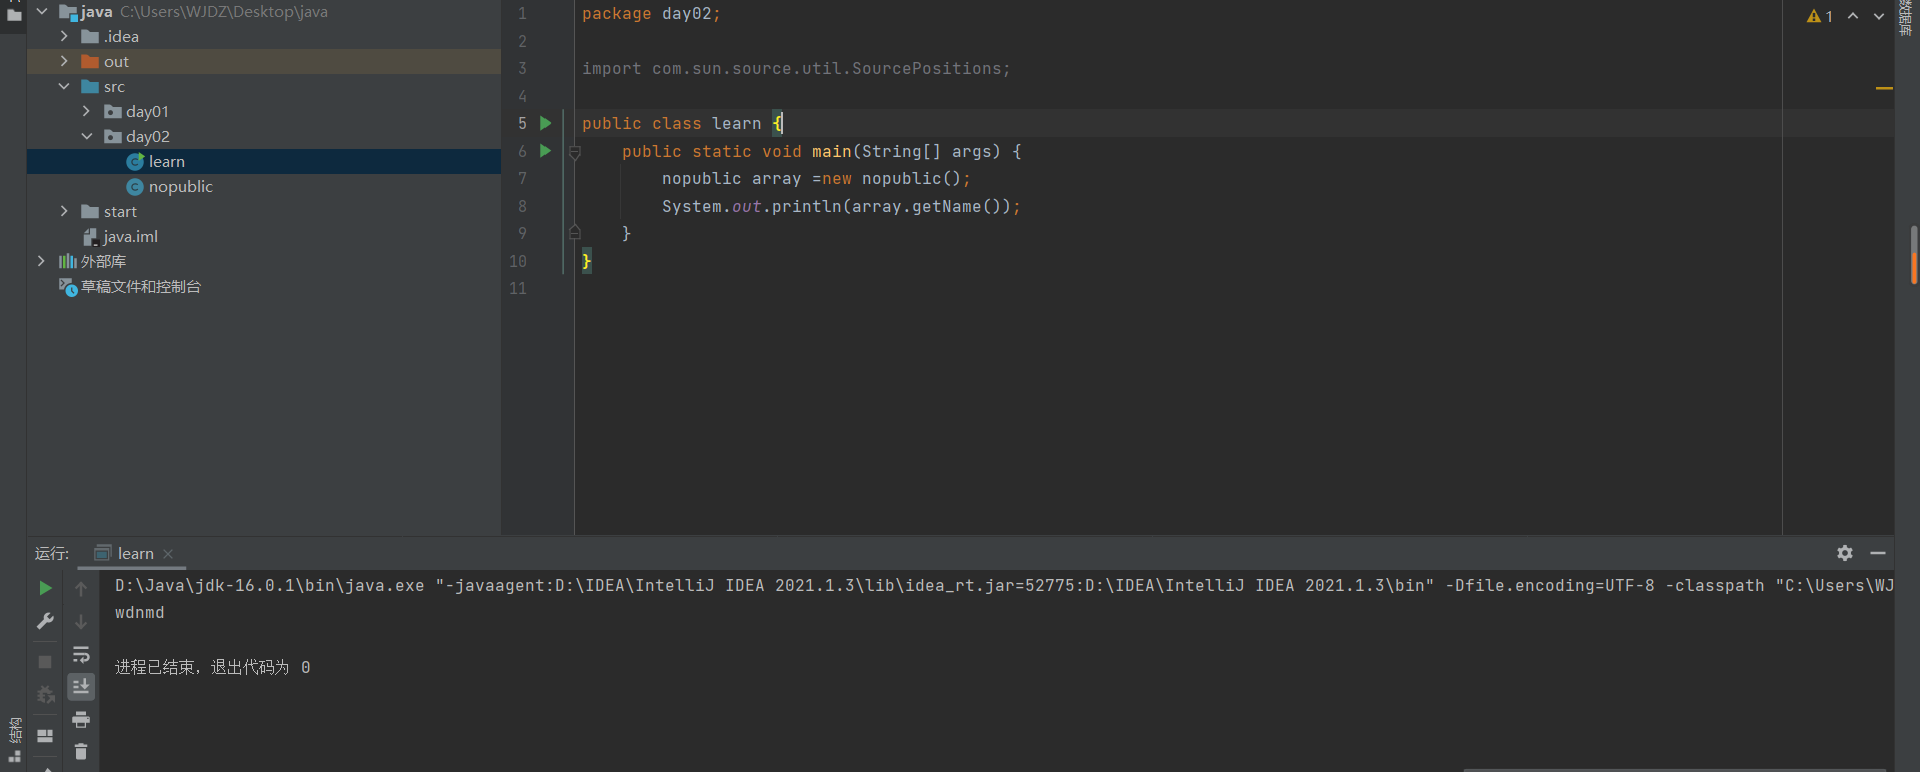 java C:\Users\WJDZ\Desktop\java
.idea
out
src
day01
day02
learn
nopublic
start
java.iml
外部库
草稿文件和控制台
结构
1 package day02;
2
3 import com.sun.source.util.SourcePositions;
4
5 public class learn {
6 public static void main(String[] args) {
7 nopublic array =new nopublic();
8 System.out.println(array.getName());
9 }
10 }
11
1
数据库
运行: learn
D:\Java\jdk-16.0.1\bin\java.exe "-javaagent:D:\IDEA\IntelliJ IDEA 2021.1.3\lib\idea_rt.jar=52775:D:\IDEA\IntelliJ IDEA 2021.1.3\bin" -Dfile.encoding=UTF-8 -classpath "C:\Users\WJ
wdnmd
进程已结束，退出代码为 0